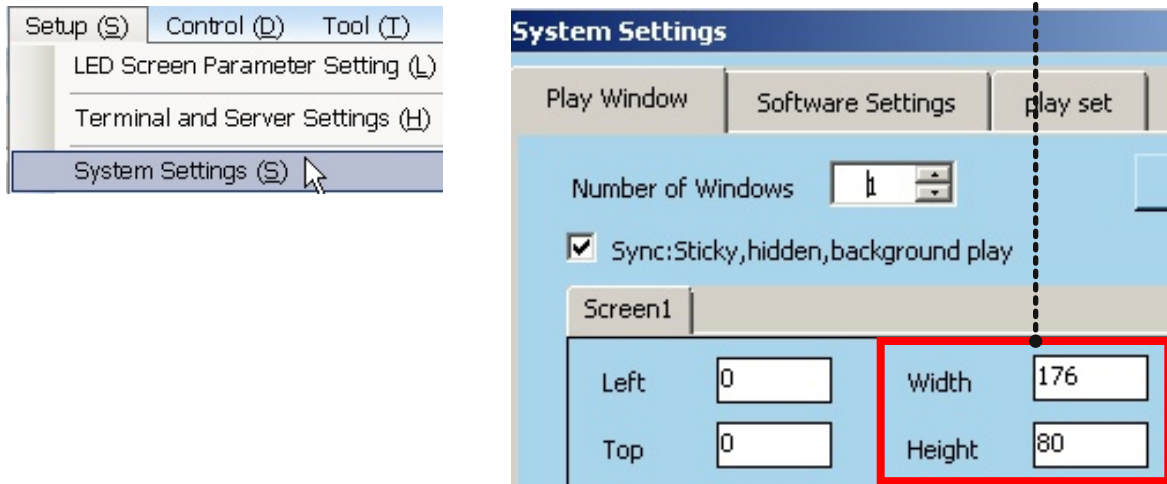 Setup (S) Control (D) Tool (T)
LED Screen Parameter Setting (L)
Terminal and Server Settings (H)
System Settings (S)
System Settings
Play Window Software Settings play set
Number of Windows 1
Sync:Sticky,hidden,background play
Screen1
Left 0 Width 176
Top 0 Height 80